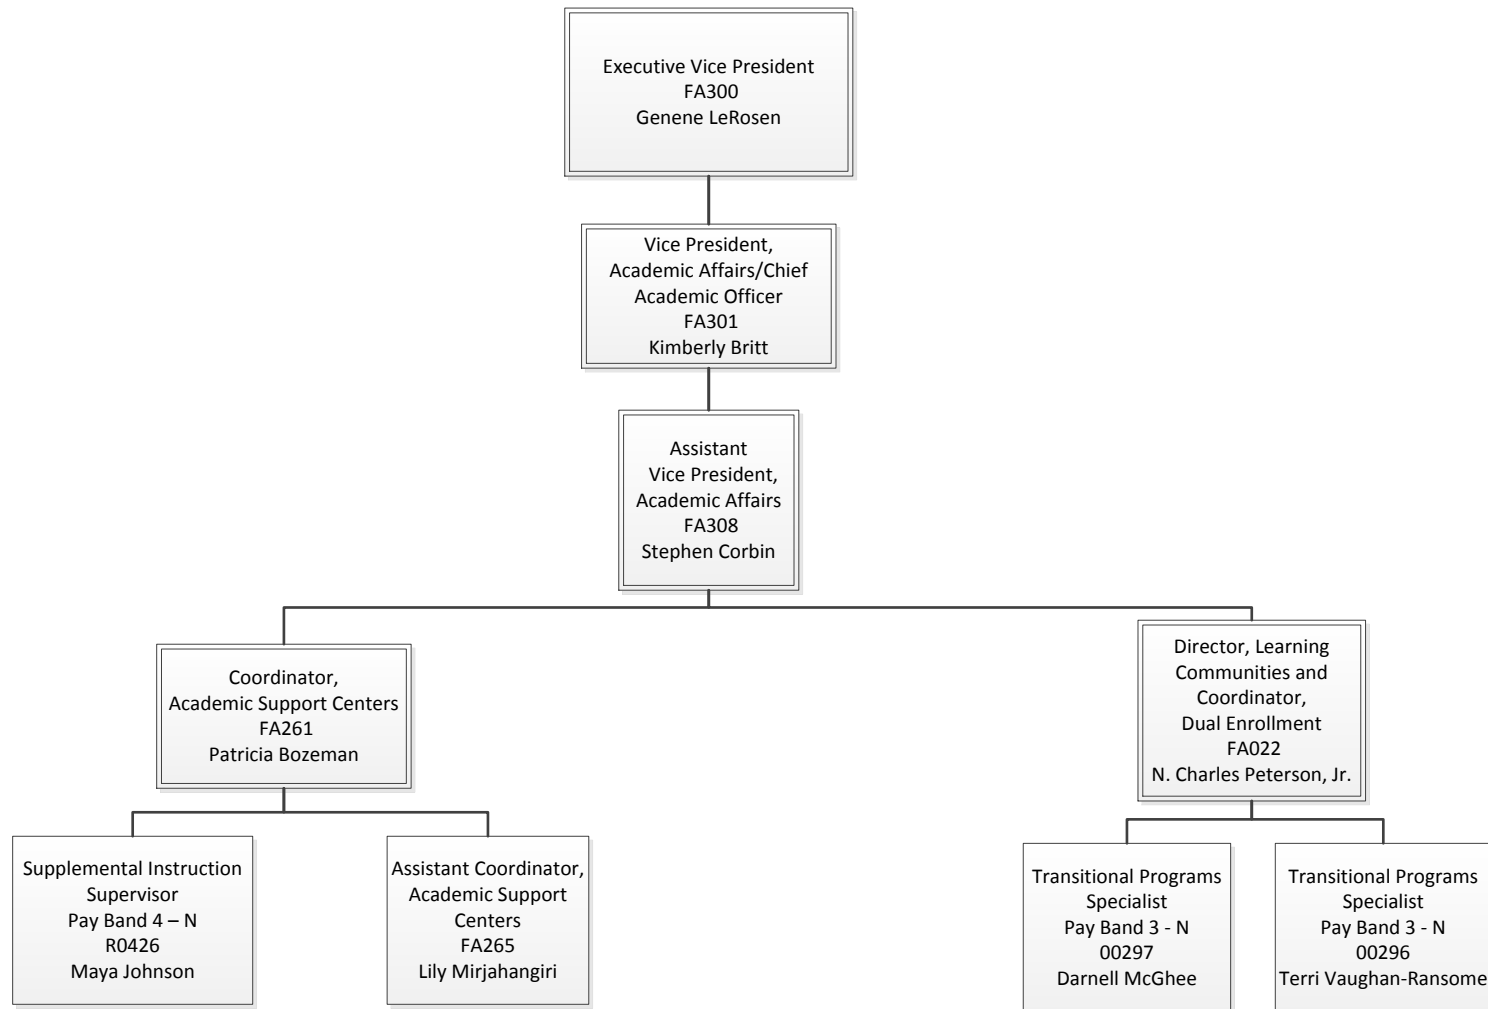 Executive Vice President
FA300
Genene LeRosen
Vice President,
Academic Affairs/Chief
Academic Officer
FA301
Kimberly Britt
Assistant
Vice President,
Academic Affairs
FA308
Stephen Corbin
Coordinator,
Academic Support Centers
FA261
Patricia Bozeman
Director, Learning
Communities and
Coordinator,
Dual Enrollment
FA022
N. Charles Peterson, Jr.
Supplemental Instruction
Supervisor
Pay Band 4 – N
R0426
Maya Johnson
Assistant Coordinator,
Academic Support
Centers
FA265
Lily Mirjahangiri
Transitional Programs
Specialist
Pay Band 3 - N
00297
Darnell McGhee
Transitional Programs
Specialist
Pay Band 3 - N
00296
Terri Vaughan-Ransome